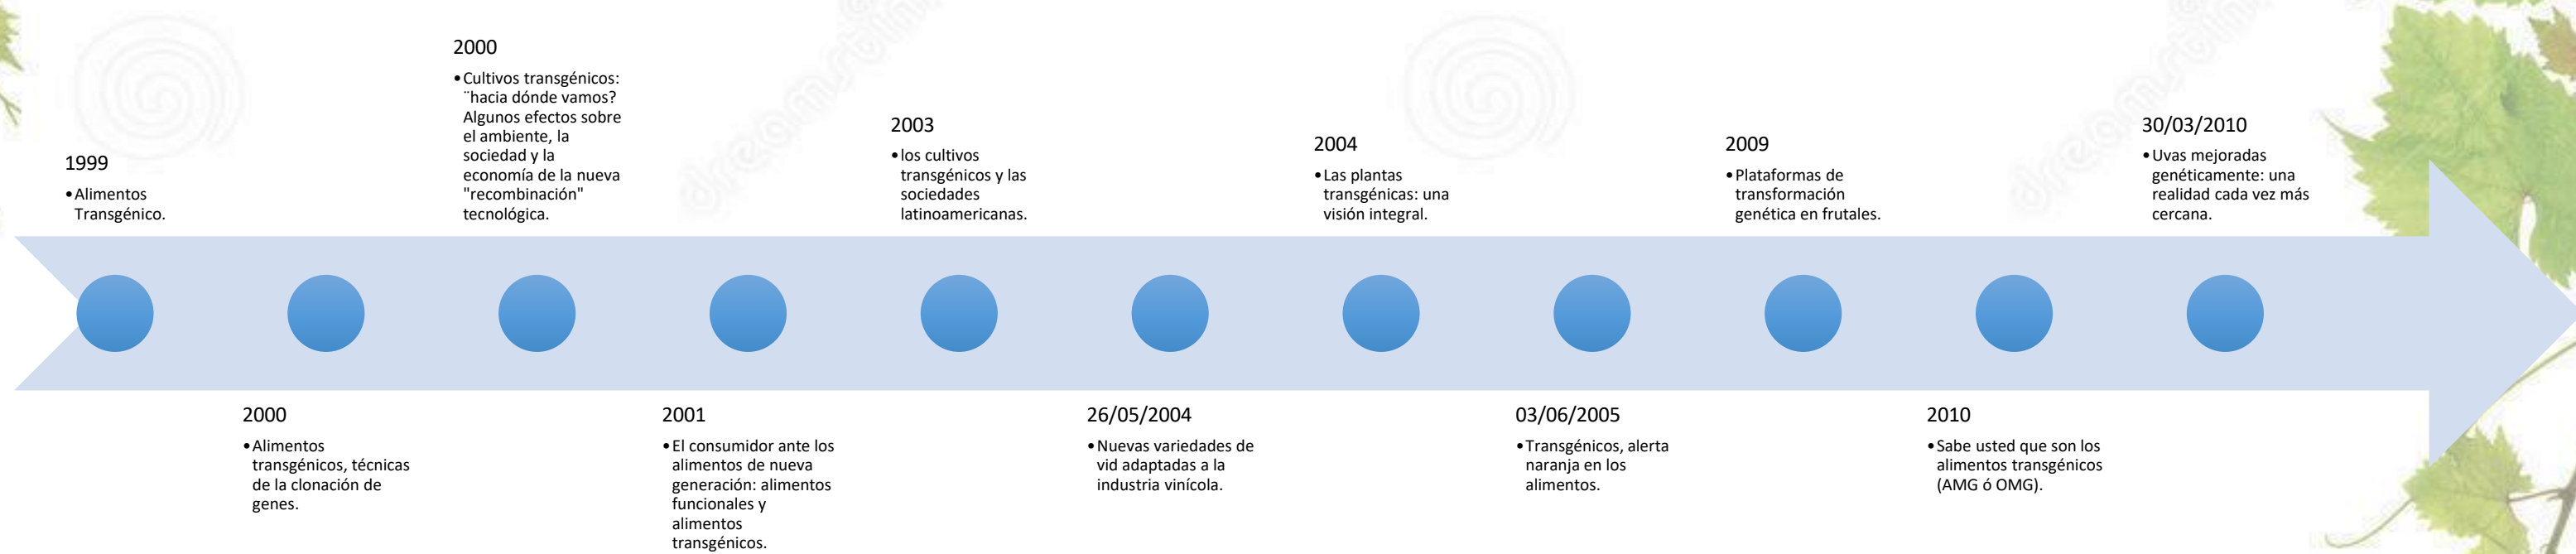 1999
•Alimentos
Transgénico.
2000
•Alimentos
transgénicos, técnicas
de la clonación de
genes.
2000
•Cultivos transgénicos:
¨hacia dónde vamos?
Algunos efectos sobre
el ambiente, la
sociedad y la
economía de la nueva
"recombinación"
tecnológica.
2001
•El consumidor ante los
alimentos de nueva
generación: alimentos
funcionales y
alimentos
transgénicos.
2003
•los cultivos
transgénicos y las
sociedades
latinoamericanas.
26/05/2004
•Nuevas variedades de
vid adaptadas a la
industria vinícola.
2004
•Las plantas
transgénicas: una
visión integral.
03/06/2005
•Transgénicos, alerta
naranja en los
alimentos.
2009
•Plataformas de
transformación
genética en frutales.
2010
•Sabe usted que son los
alimentos transgénicos
(AMG ó OMG).
30/03/2010
•Uvas mejoradas
genéticamente: una
realidad cada vez más
cercana.
dreamstime
dreamstime